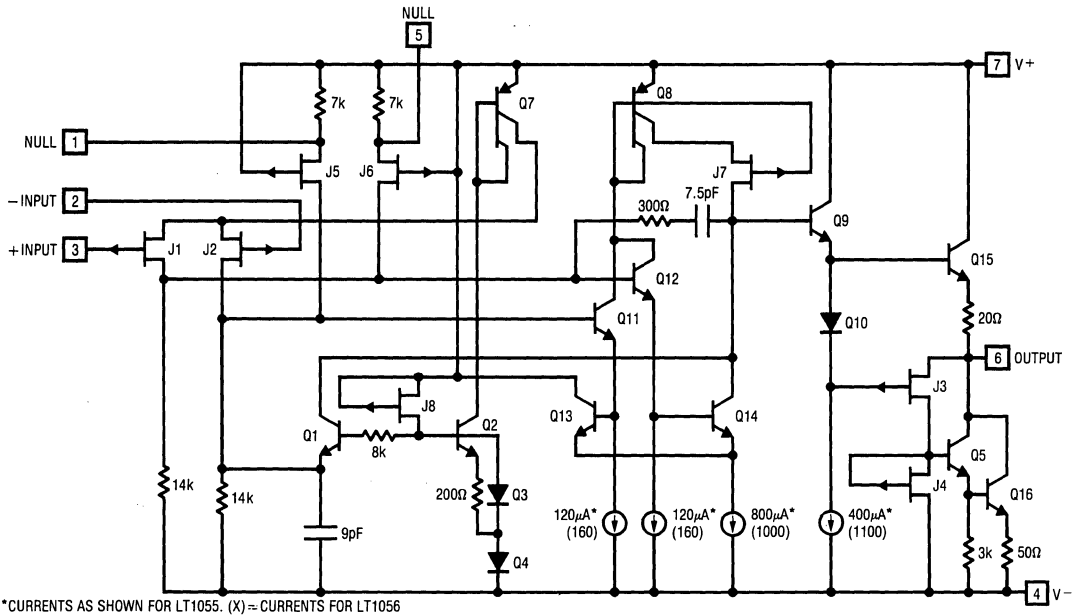 NULL
5
7 V+
7k
7k
Q7
Q8
NULL 1
J5
J6
J7
-INPUT 2
7.5pF
300Ω
Q9
+INPUT 3
J1
J2
Q15
Q12
Q11
Q10
20Ω
6 OUTPUT
J3
J8
Q13
Q14
Q1
Q2
8k
Q5
J4
14k
14k
200Ω
Q3
Q16
120µA*
(160)
120µA*
(160)
800µA*
(1000)
400µA*
(1100)
9pF
Q4
3k
50Ω
4 V-
*CURRENTS AS SHOWN FOR LT1055. (X) = CURRENTS FOR LT1056